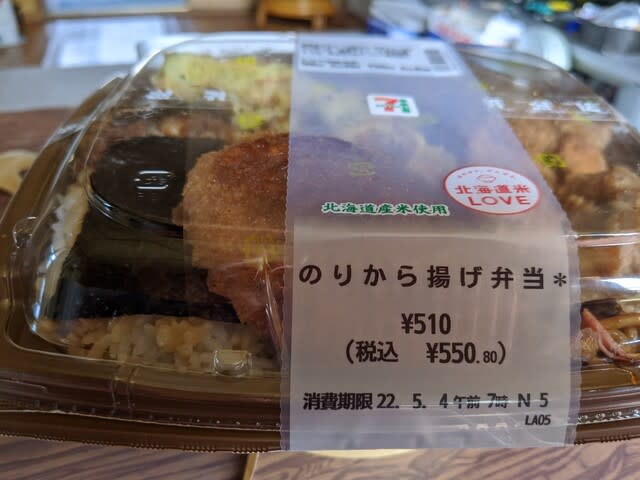 北海道米
LOVE
北海道産米使用
のりから揚げ弁当*
¥510
(税込 ¥550.80)
消費期限 22. 5. 4 午前 7時 N 5
LA05